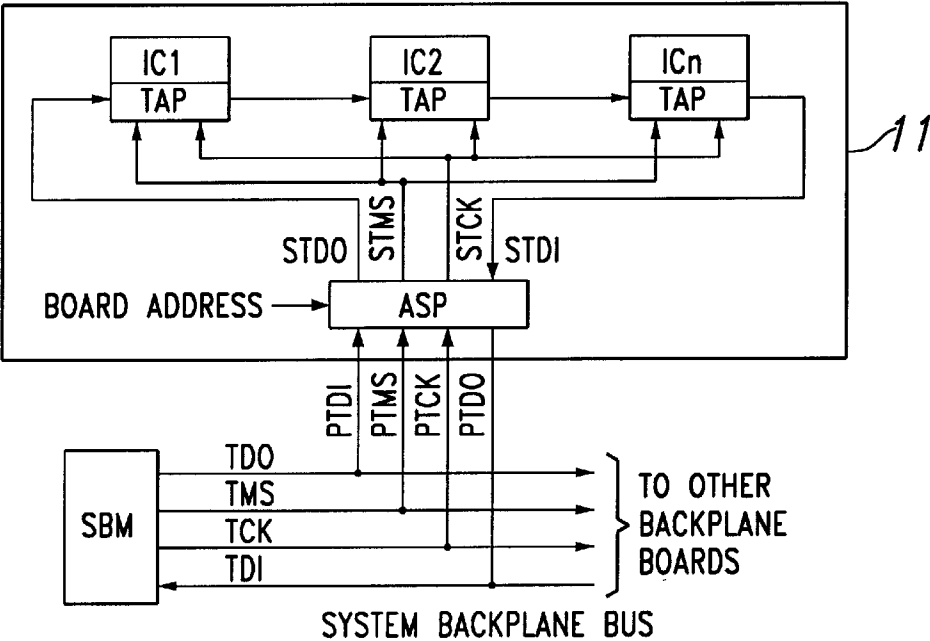 IC1
TAP
IC2
TAP
ICn
TAP
11
STDO
STMS
STCK
STDI
BOARD ADDRESS
ASP
PTDI
PTMS
PTCK
PTDO
SBM
TDO
TMS
TCK
TDI
TO OTHER
BACKPLANE
BOARDS
SYSTEM BACKPLANE BUS